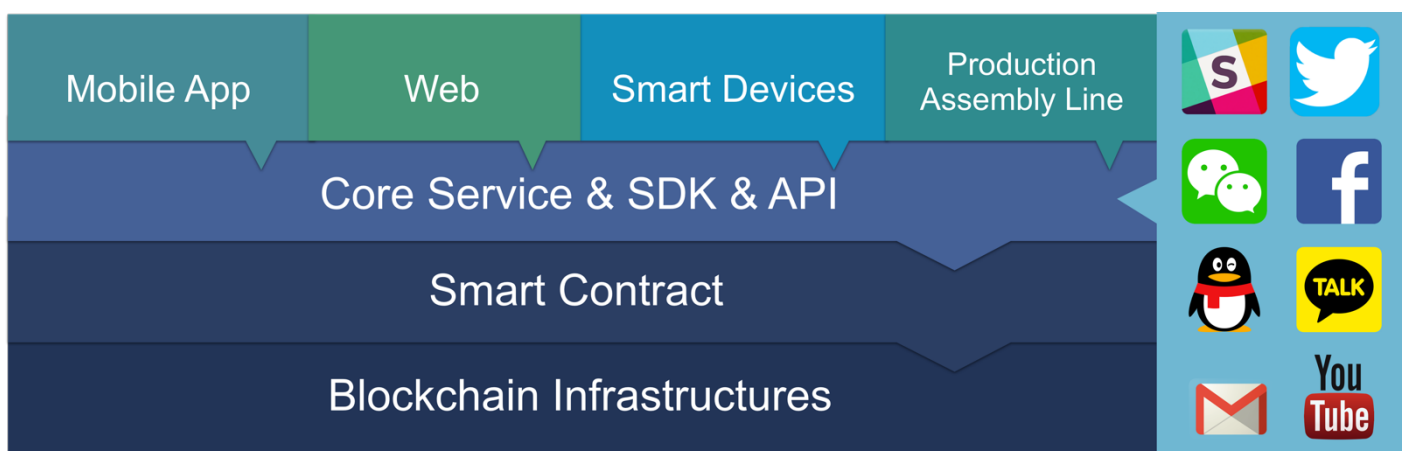 Mobile App
Web
Smart Devices
Production
Assembly Line
Core Service & SDK & API
Smart Contract
Blockchain Infrastructures
S
f
TALK
You
Tube